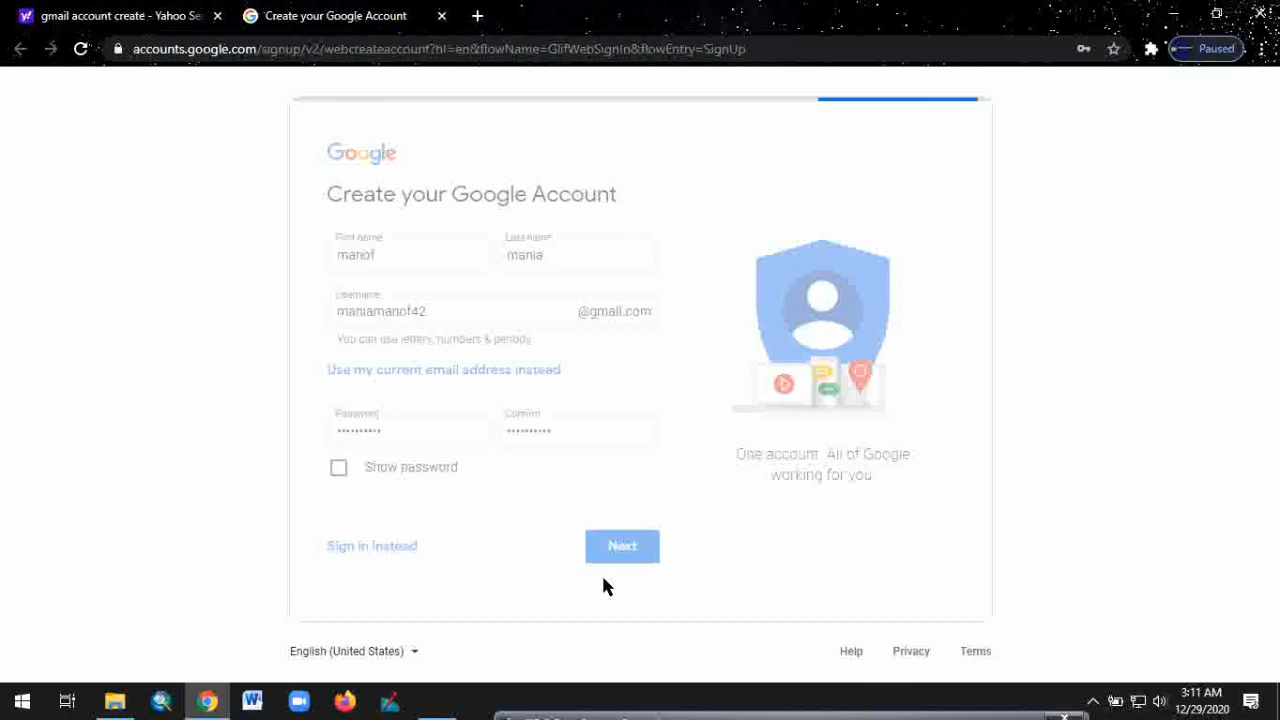 gmail account create - Yahoo Se
Create your Google Account
accounts.google.com/signup/v2/webcreateaccount?hl=en&flowName=GlifWebSignIn&flowEntry=SignUp
Paused
Google
Create your Google Account
First name
Last name
manof
mania
Username
maniamanof42
@gmail.com
You can use letters, numbers & periods
Use my current email address instead
Password
Confirm
Show password
One account. All of Google
working for you.
Sign in instead
Next
English (United States)
Help
Privacy
Terms
3:11 AM
12/29/2020